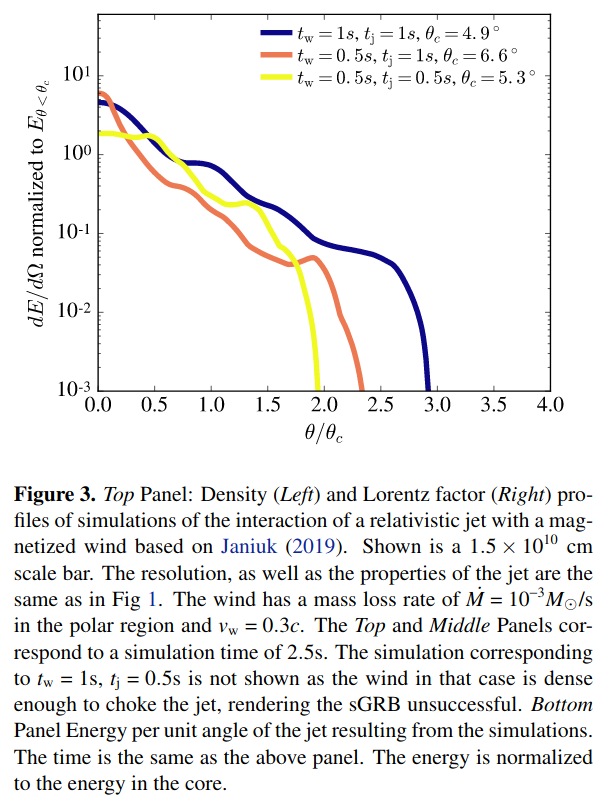 t_w = 1s, t_j = 1s, θ_c = 4.9°
t_w = 0.5s, t_j = 1s, θ_c = 6.6°
t_w = 0.5s, t_j = 0.5s, θ_c = 5.3°
dE/dΩ normalized to E_{θ<θ_c}
10^1
10^0
10^-1
10^-2
10^-3
0.0 0.5 1.0 1.5 2.0 2.5 3.0 3.5 4.0
θ/θ_c
Figure 3. Top Panel: Density (Left) and Lorentz factor (Right) pro-
files of simulations of the interaction of a relativistic jet with a mag-
netized wind based on Janiuk (2019). Shown is a 1.5 × 10^10 cm
scale bar. The resolution, as well as the properties of the jet are the
same as in Fig 1. The wind has a mass loss rate of Ṁ = 10^-3 M_⊙/s
in the polar region and v_w = 0.3c. The Top and Middle Panels cor-
respond to a simulation time of 2.5s. The simulation corresponding
to t_w = 1s, t_j = 0.5s is not shown as the wind in that case is dense
enough to choke the jet, rendering the sGRB unsuccessful. Bottom
Panel Energy per unit angle of the jet resulting from the simulations.
The time is the same as the above panel. The energy is normalized
to the energy in the core.